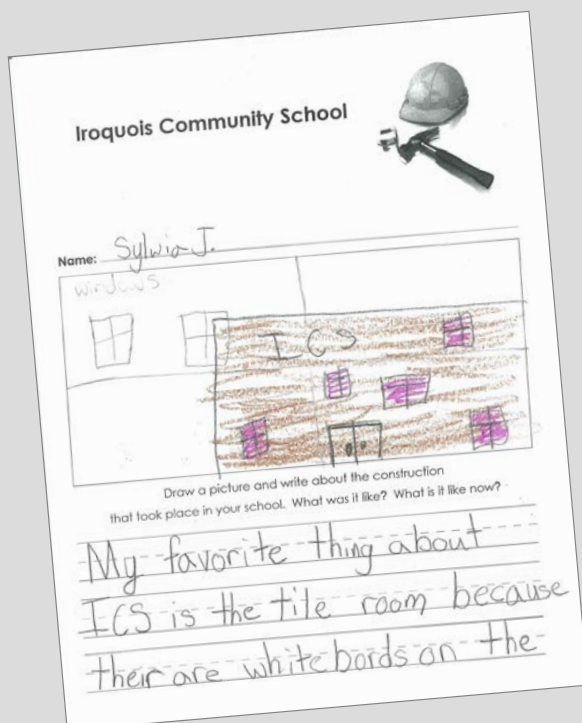 Iroquois Community School
Name: Sylwia J.
windows
ICS
Draw a picture and write about the construction
that took place in your school. What was it like? What is it like now?
My favorite thing about
ICS is the tile room because
their are whitebords on the